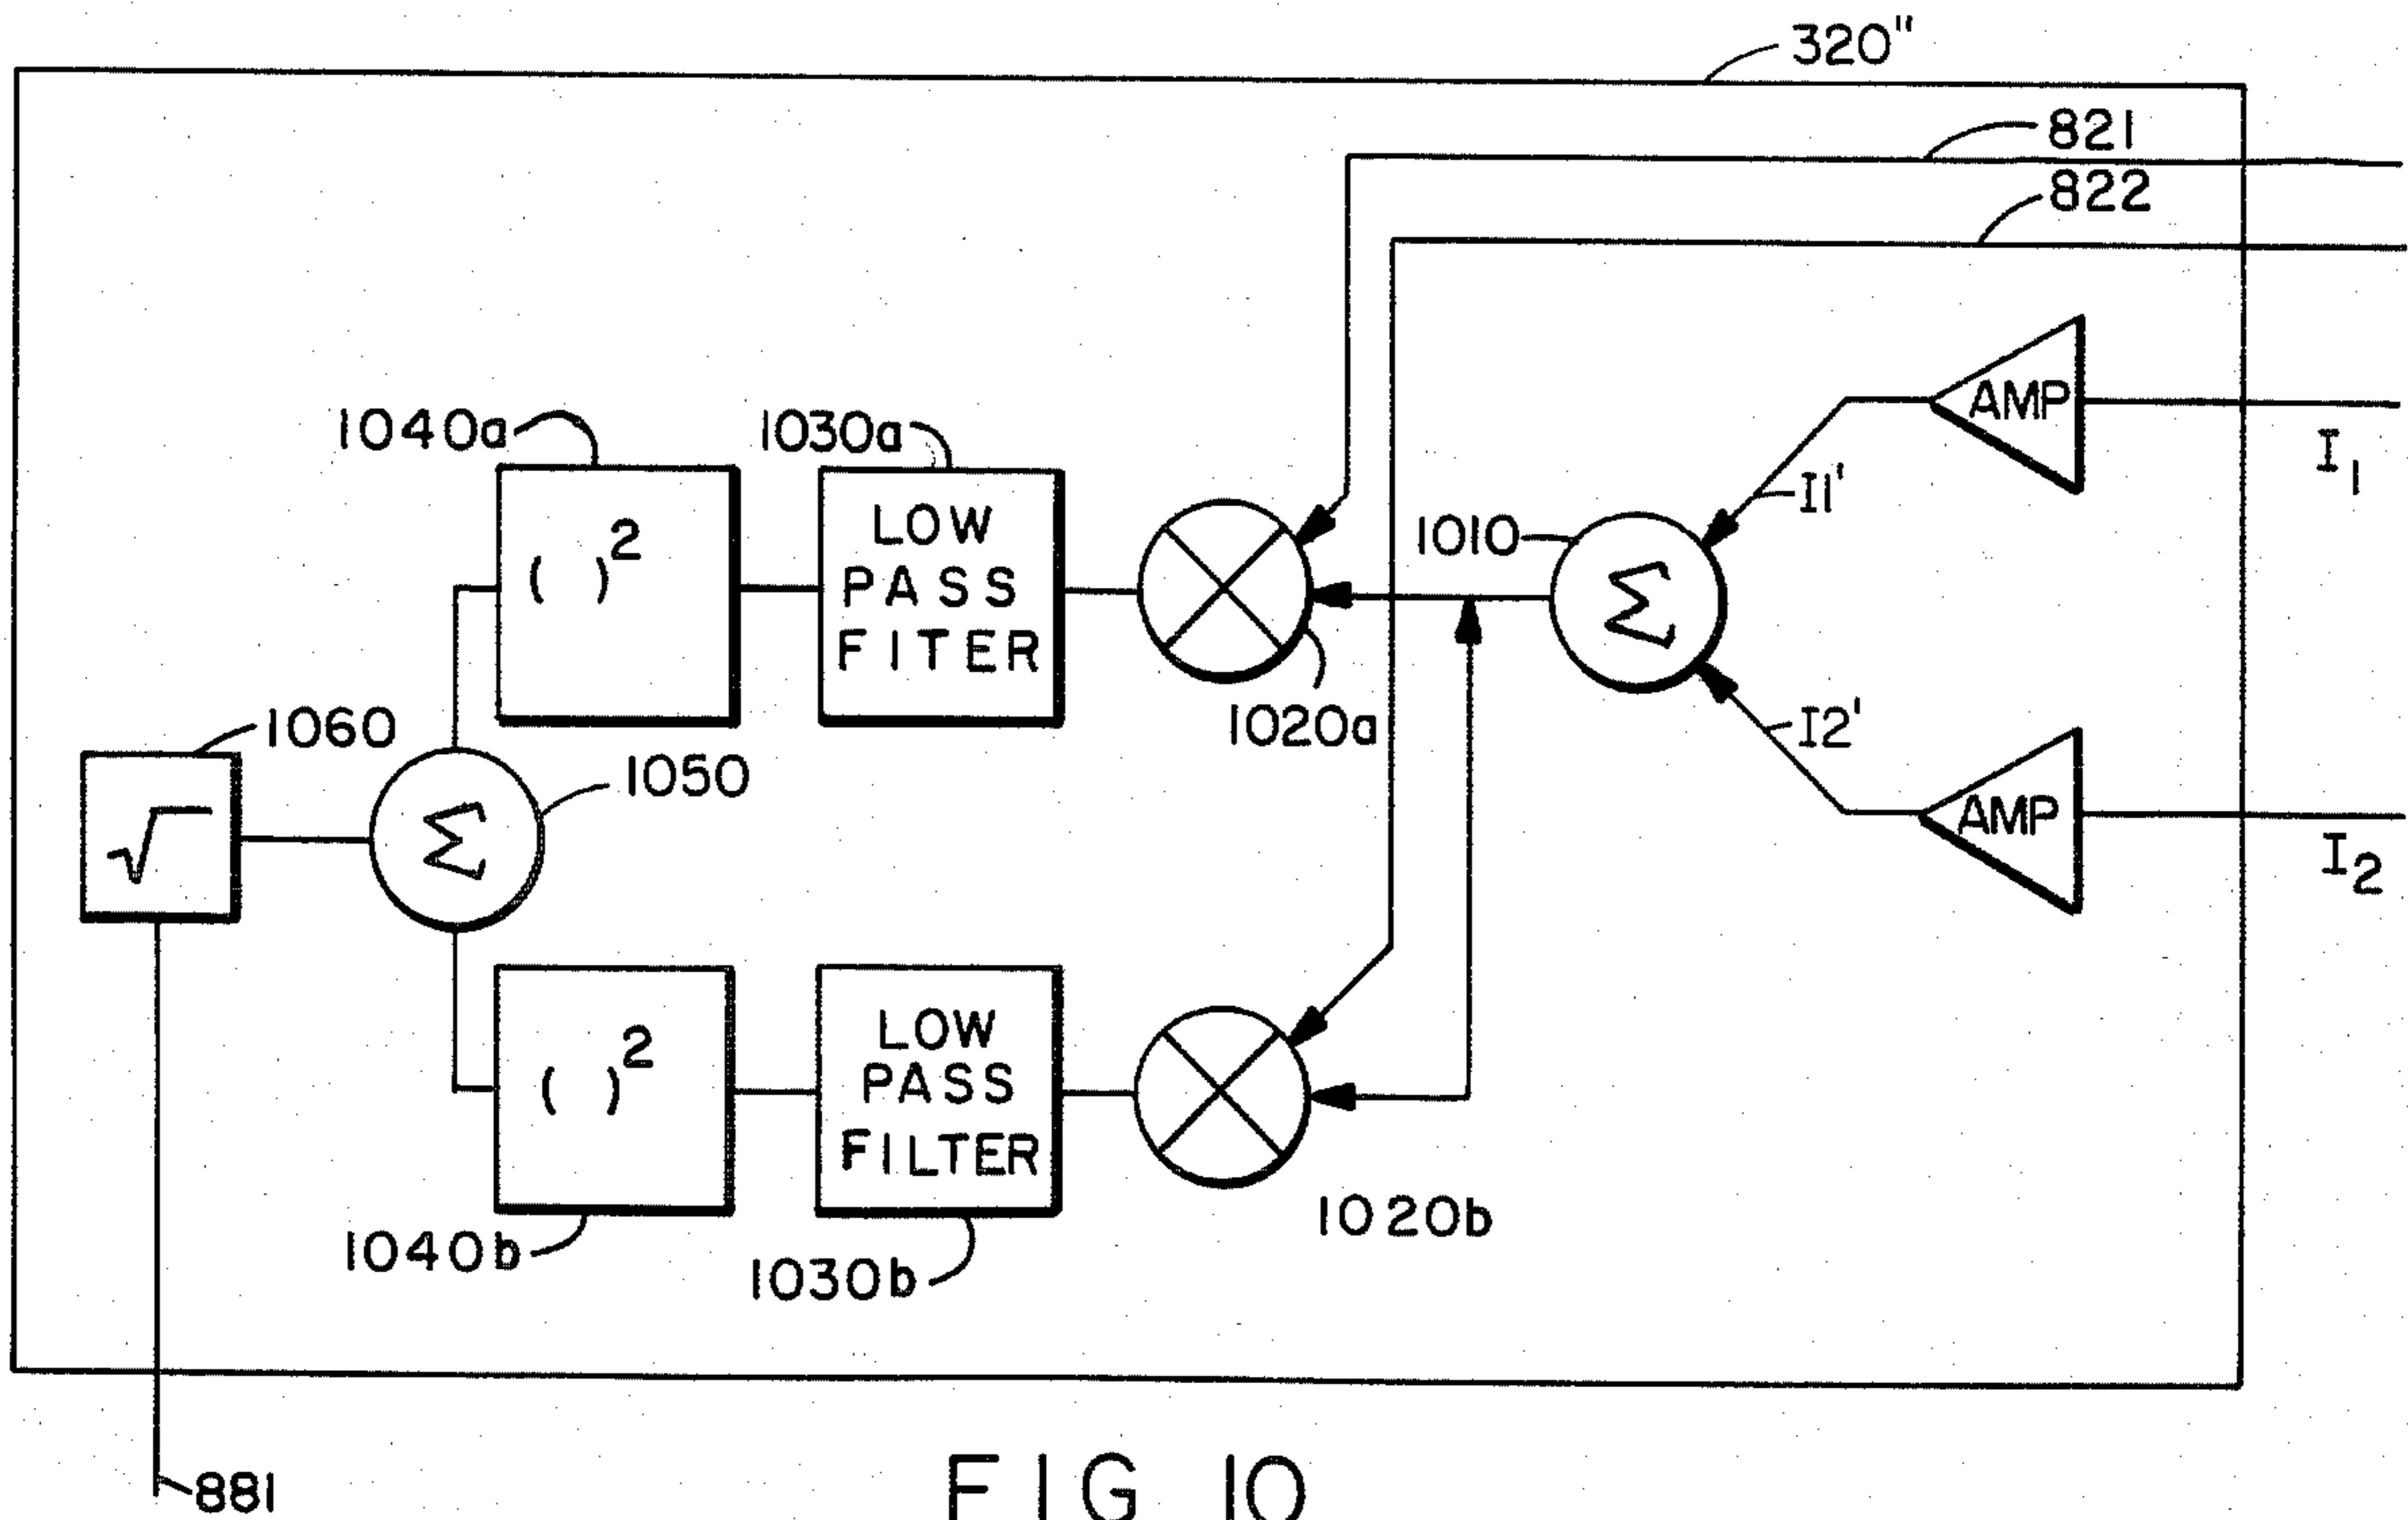 320"
821
822
AMP
I1
I1'
1040a
1030a
( )2
LOW
PASS
FITER
1010
Σ
1020a
I2'
1060
1050
√
Σ
AMP
I2
( )2
LOW
PASS
FILTER
1020b
1040b
1030b
881
FIG 10